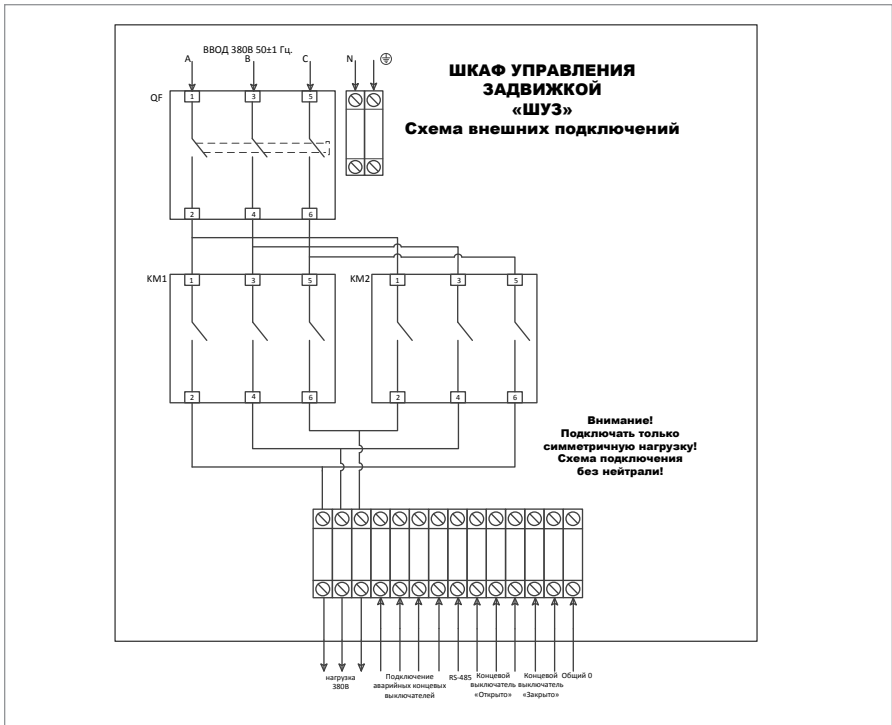 ВВОД 380В 50±1 Гц.
A B C N
ШКАФ УПРАВЛЕНИЯ
ЗАДВИЖКОЙ
«ШУЗ»
Схема внешних подключений
QF
1 3 5
2 4 6
KM1
1 3 5
2 4 6
KM2
1 3 5
2 4 6
Внимание!
Подключать только
симметричную нагрузку!
Схема подключения
без нейтрали!
нагрузка
380В
Подключение
аварийных концевых
выключателей
RS-485
Концевой
выключатель
«Открыто»
Концевой
выключатель
«Закрыто»
Общий 0